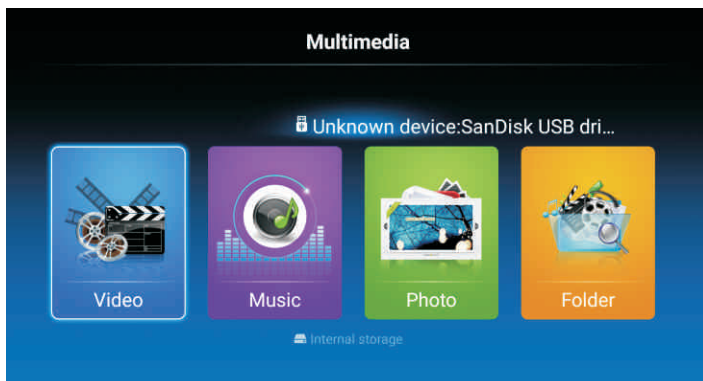 Multimedia
Unknown device:SanDisk USB dri...
Video
Music
Photo
Folder
Internal storage